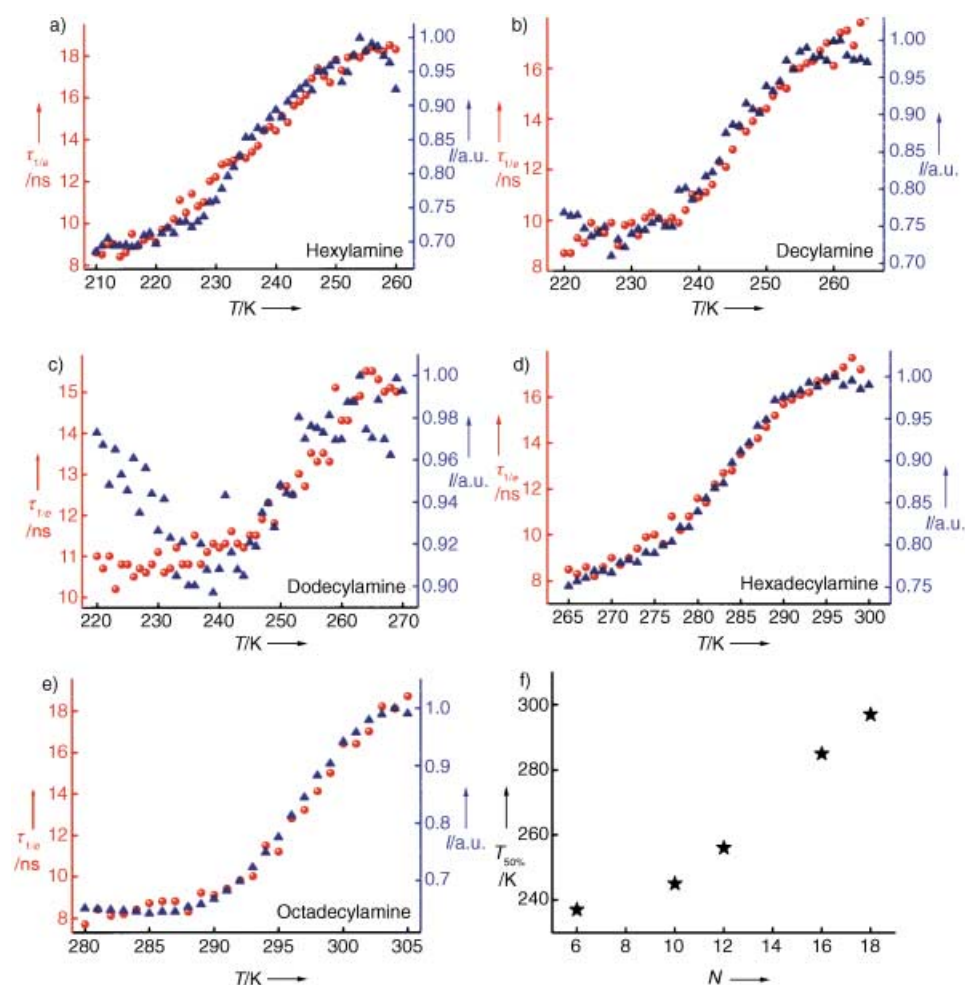 a)
18
16
14
12
10
8
τ1/e
/ns
1.00
0.95
0.90
0.85
0.80
0.75
0.70
I/a.u.
Hexylamine
210 220 230 240 250 260
T/K
b)
16
14
12
10
8
τ1/e
/ns
1.00
0.95
0.90
0.85
0.80
0.75
0.70
I/a.u.
Decylamine
220 230 240 250 260
T/K
c)
15
14
13
12
11
10
τ1/e
/ns
1.00
0.98
0.96
0.94
0.92
0.90
I/a.u.
Dodecylamine
220 230 240 250 260 270
T/K
d)
16
14
12
10
8
τ1/e
/ns
1.00
0.95
0.90
0.85
0.80
0.75
I/a.u.
Hexadecylamine
265 270 275 280 285 290 295 300
T/K
e)
18
16
14
12
10
8
τ1/e
/ns
1.0
0.9
0.8
0.7
I/a.u.
Octadecylamine
280 285 290 295 300 305
T/K
f)
300
280
260
240
T50%
/K
6 8 10 12 14 16 18
N